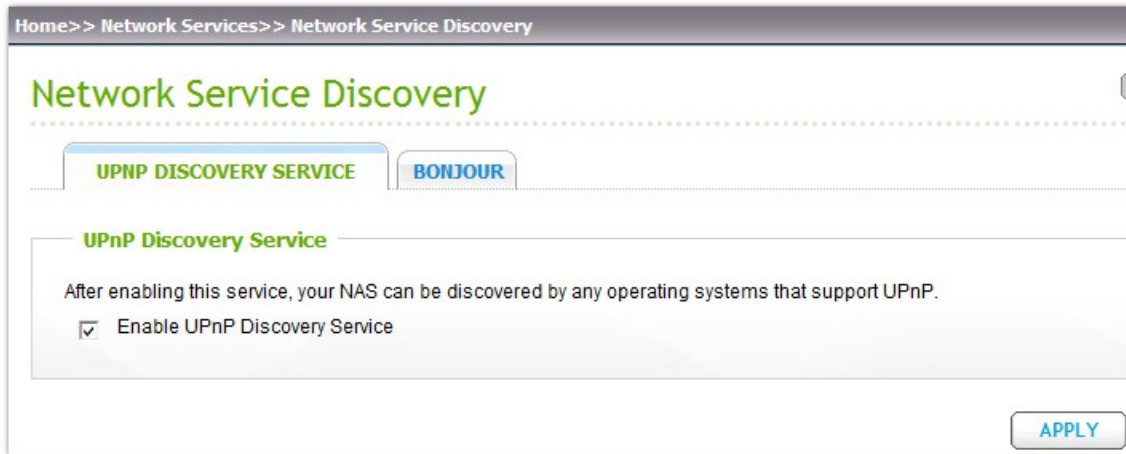 Home>> Network Services>> Network Service Discovery
Network Service Discovery
UPNP DISCOVERY SERVICE
BONJOUR
UPnP Discovery Service
After enabling this service, your NAS can be discovered by any operating systems that support UPnP.
Enable UPnP Discovery Service
APPLY